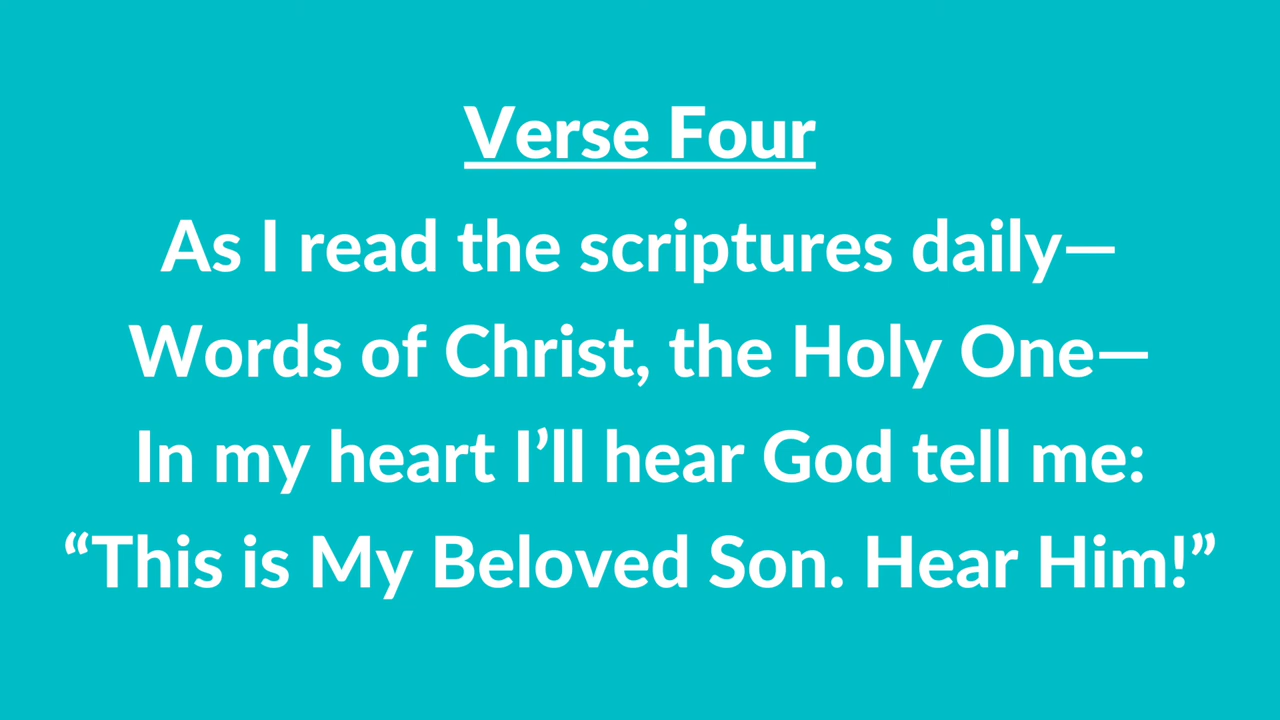 Verse Four
As I read the scriptures daily—
Words of Christ, the Holy One—
In my heart I’ll hear God tell me:
“This is My Beloved Son. Hear Him!”